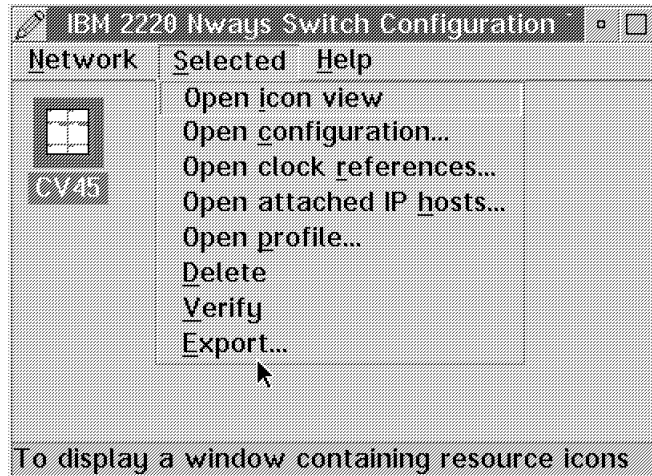 IBM 2220 Nways Switch Configuration
Network Selected Help
Open icon view
Open configuration...
Open clock references...
Open attached IP hosts...
Open profile...
Delete
Verify
Export...
CV45
To display a window containing resource icons